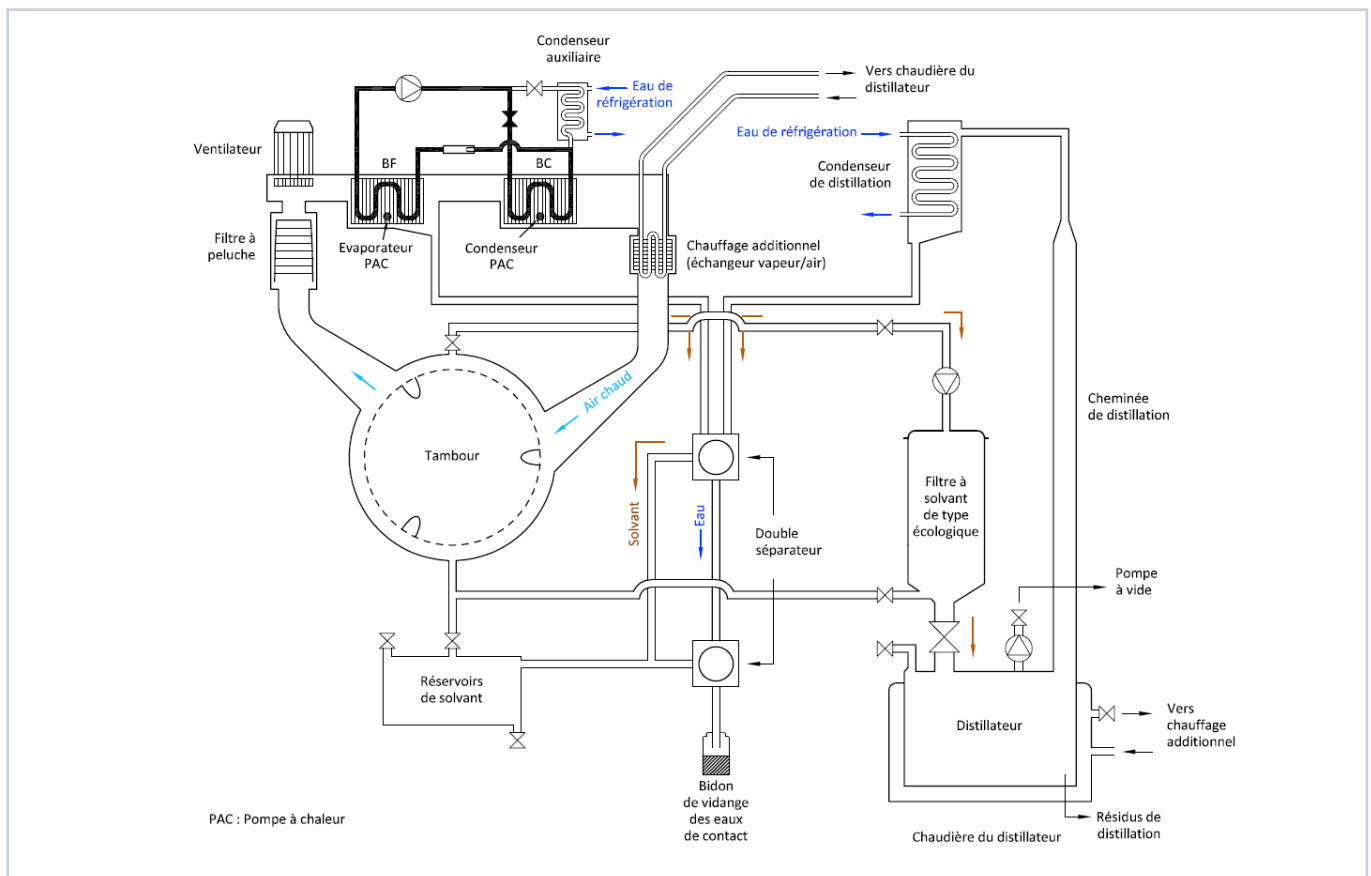 Condenseur
auxiliaire
Vers chaudière du
distillateur
Eau de
réfrigération
Eau de réfrigération
Ventilateur
BF
BC
Condenseur
de distillation
Filtre à
peluche
Evaporateur
PAC
Condenseur
PAC
Chauffage additionnel
(échangeur vapeur/air)
Air chaud
Cheminée
de distillation
Tambour
Filtre à
solvant
de type
écologique
Solvant
Eau
Double
séparateur
Pompe
à vide
Réservoirs
de solvant
Distillateur
Vers
chauffage
additionnel
Bidon
de vidange
des eaux
de contact
PAC : Pompe à chaleur
Résidus de
distillation
Chaudière du distillateur